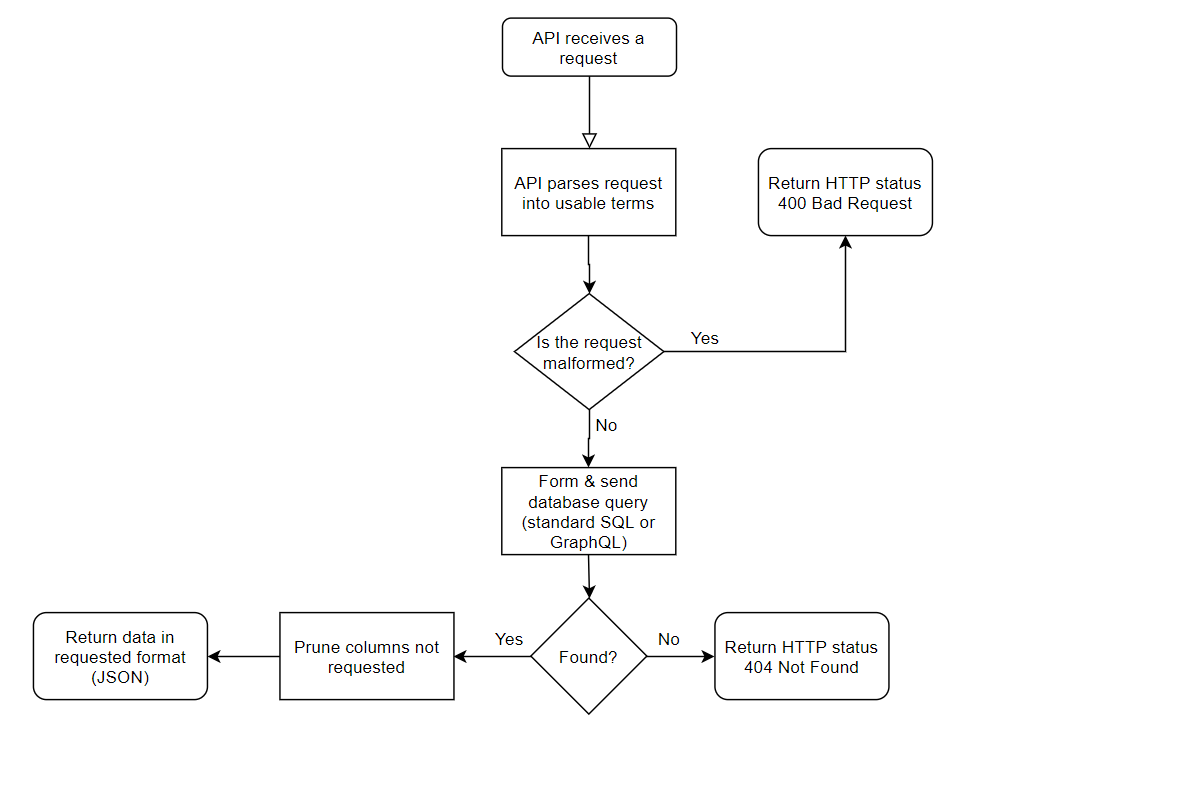 API receives a
request
API parses request
into usable terms
Return HTTP status
400 Bad Request
Is the request
malformed?
Yes
No
Form & send
database query
(standard SQL or
GraphQL)
Return data in
requested format
(JSON)
Prune columns not
requested
Yes
Found?
No
Return HTTP status
404 Not Found